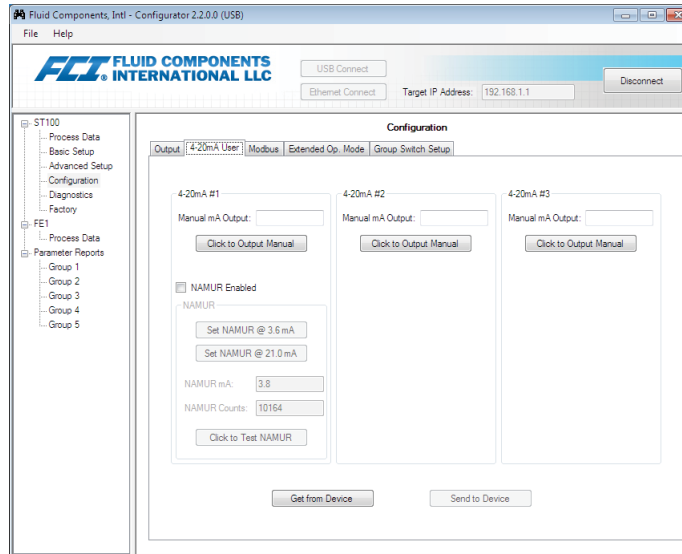 Fluid Components, Intl - Configurator 2.2.0.0 (USB)
File Help
FCI® FLUID COMPONENTS
INTERNATIONAL LLC
USB Connect
Ethernet Connect Target IP Address: 192.168.1.1
Disconnect
ST100
Process Data
Basic Setup
Advanced Setup
Configuration
Diagnostics
Factory
FE1
Process Data
Parameter Reports
Group 1
Group 2
Group 3
Group 4
Group 5
Configuration
Output 4-20mA User Modbus Extended Op. Mode Group Switch Setup
4-20mA #1
Manual mA Output:
Click to Output Manual
NAMUR Enabled
NAMUR
Set NAMUR @ 3.6 mA
Set NAMUR @ 21.0 mA
NAMUR mA: 3.8
NAMUR Counts: 10164
Click to Test NAMUR
4-20mA #2
Manual mA Output:
Click to Output Manual
4-20mA #3
Manual mA Output:
Click to Output Manual
Get from Device Send to Device